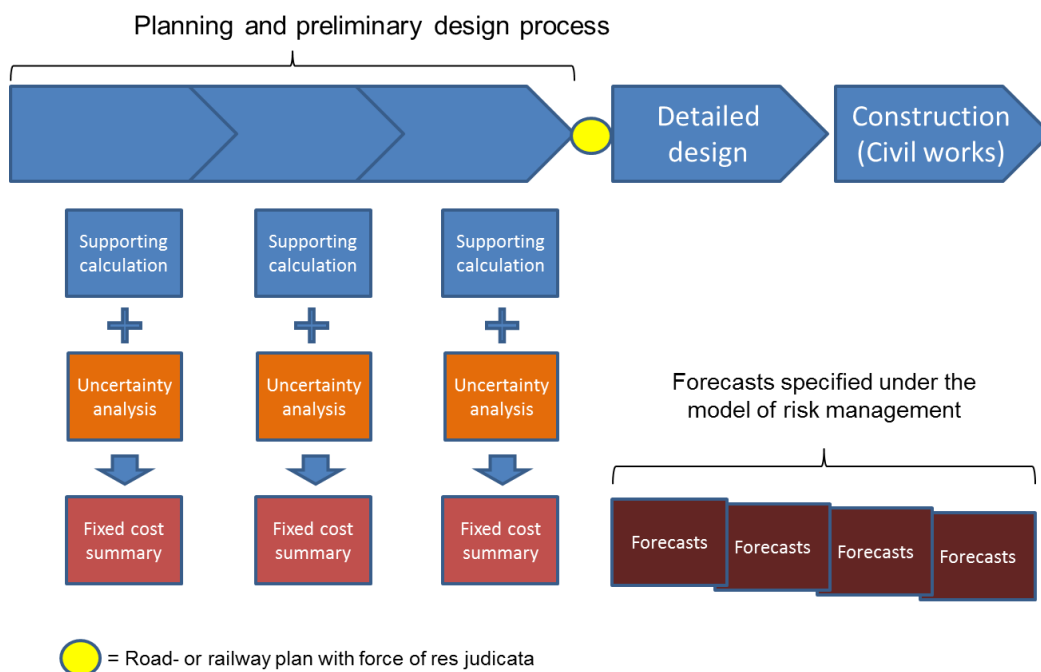 Planning and preliminary design process
Detailed
design
Construction
(Civil works)
Supporting
calculation
Supporting
calculation
Supporting
calculation
Uncertainty
analysis
Uncertainty
analysis
Uncertainty
analysis
Forecasts specified under the
model of risk management
Fixed cost
summary
Fixed cost
summary
Fixed cost
summary
Forecasts
Forecasts
Forecasts
Forecasts
= Road- or railway plan with force of res judicata